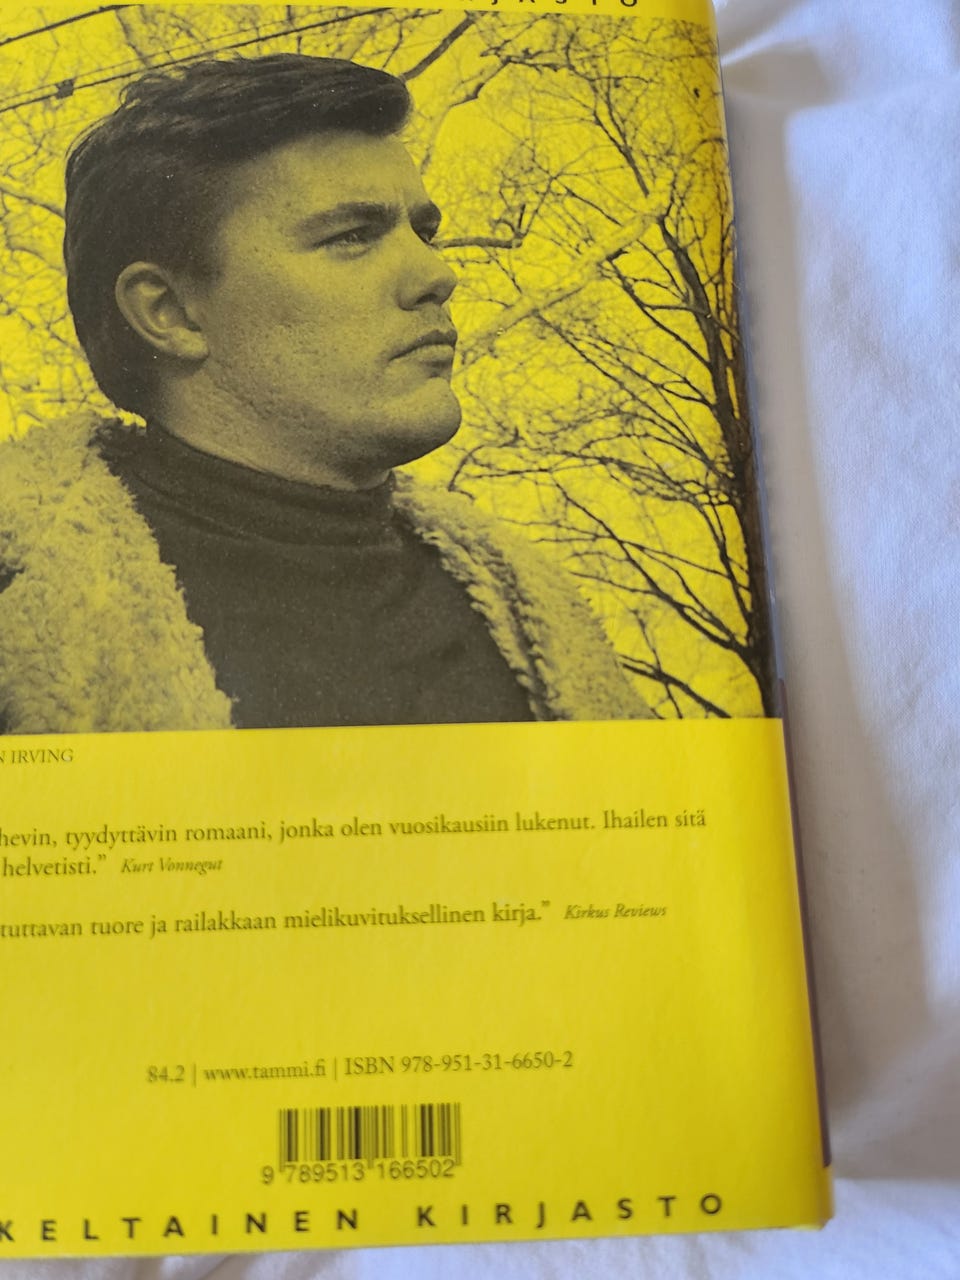 KIRJASTO
N IRVING
hevin, tyydyttävin romaani, jonka olen vuosikausiin lukenut. Ihailen sitä
helvetisti.” Kurt Vonnegut
tuttavan tuore ja railakkaan mielikuvituksellinen kirja.” Kirkus Reviews
84.2 | www.tammi.fi | ISBN 978-951-31-6650-2
9 789513 166502
KELTAINEN KIRJASTO